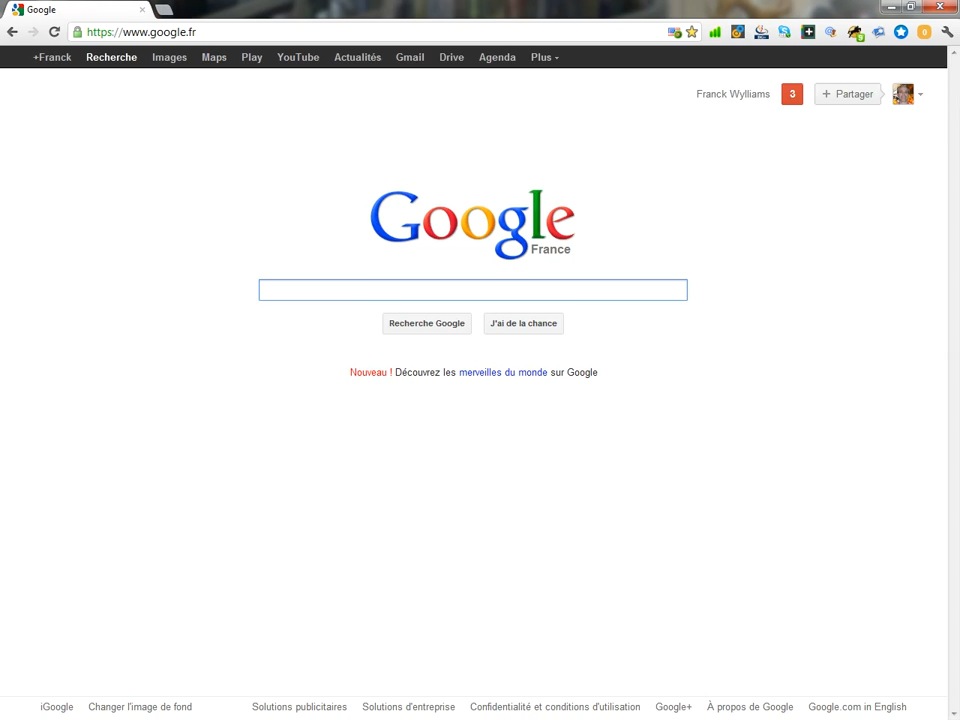 Google
https://www.google.fr
0
+Franck Recherche Images Maps Play YouTube Actualités Gmail Drive Agenda Plus
Franck Wylliams 3 + Partager
Google
France
Recherche Google J'ai de la chance
Nouveau ! Découvrez les merveilles du monde sur Google
iGoogle Changer l'image de fond Solutions publicitaires Solutions d'entreprise Confidentialité et conditions d'utilisation Google+ À propos de Google Google.com in English